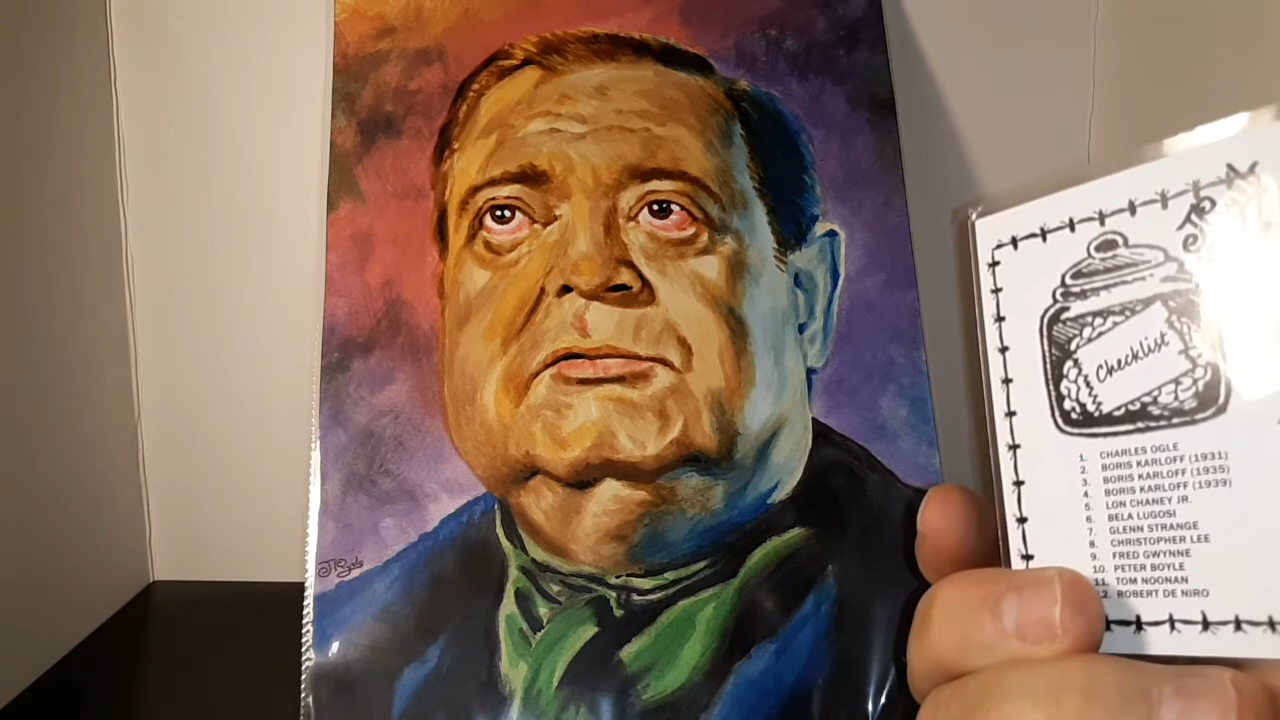 J Ryals
Checklist
1. CHARLES OGLE
2. BORIS KARLOFF (1931)
3. BORIS KARLOFF (1935)
4. BORIS KARLOFF (1939)
5. LON CHANEY JR.
6. BELA LUGOSI
7. GLENN STRANGE
8. CHRISTOPHER LEE
9. FRED GWYNNE
10. PETER BOYLE
11. TOM NOONAN
12. ROBERT DE NIRO